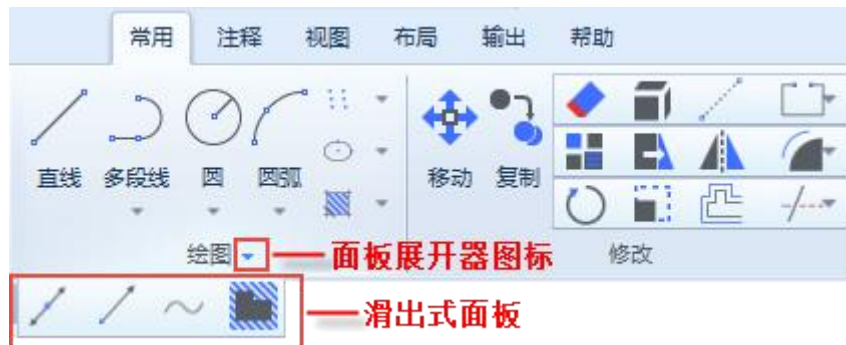 常用 注释 视图 布局 输出 帮助
直线 多段线 圆 圆弧 移动 复制
绘图 面板展开器图标 修改
滑出式面板